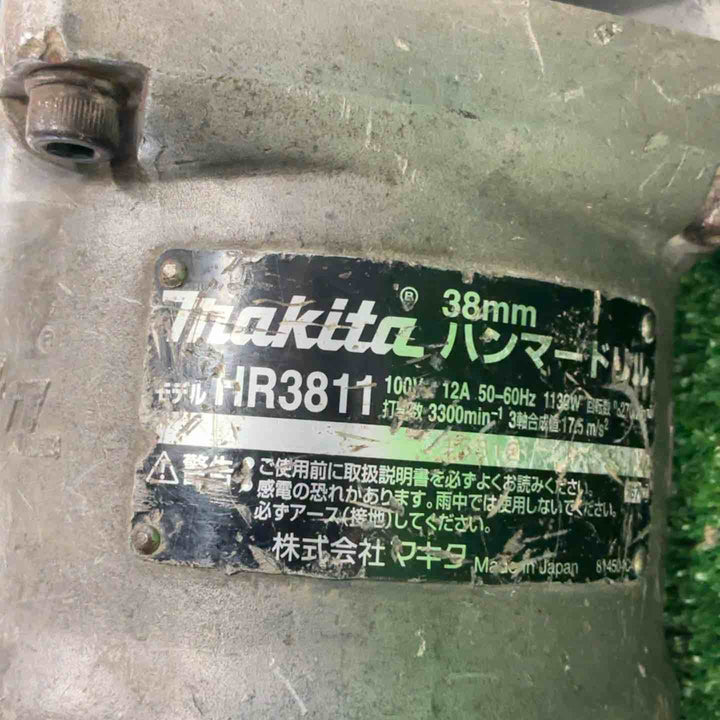 makita® 38mm
ハンマードリル
モデル HR3811 100V 12A 50-60Hz 1139W
打撃数 3300min-1 3軸合成値17.5 m/s2
警告 ご使用前に取扱説明書を必ずよくお読みください。
感電の恐れがあります。雨中では使用しないでください。
必ずアース(接地)してください。
株式会社 マキタ Made in Japan